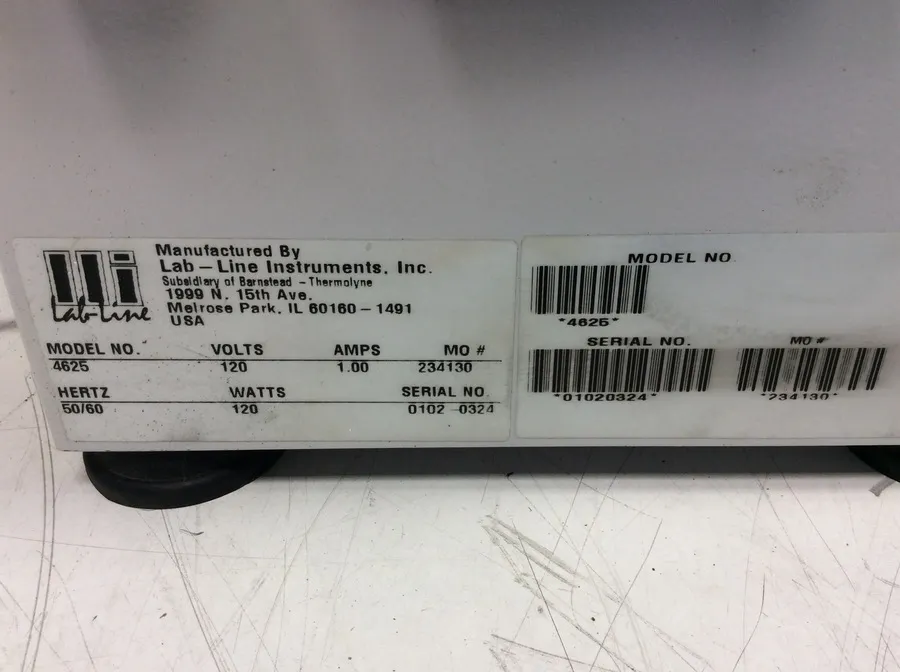 lli
Lab-Line
Manufactured By
Lab-Line Instruments, Inc.
Subsidiary of Barnstead-Thermolyne
1999 N. 15th Ave.
Melrose Park, IL 60160-1491
USA
MODEL NO. VOLTS AMPS MO #
4625 120 1.00 234130
HERTZ WATTS SERIAL NO.
50/60 120 0102-0324
MODEL NO
*4625*
SERIAL NO. MO #
*01020324* *234130*